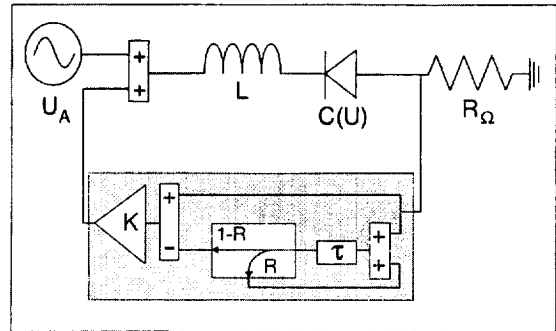 +
+
U_A
L
C(U)
R_Ω
K
+
−
1-R
R
τ
+
+